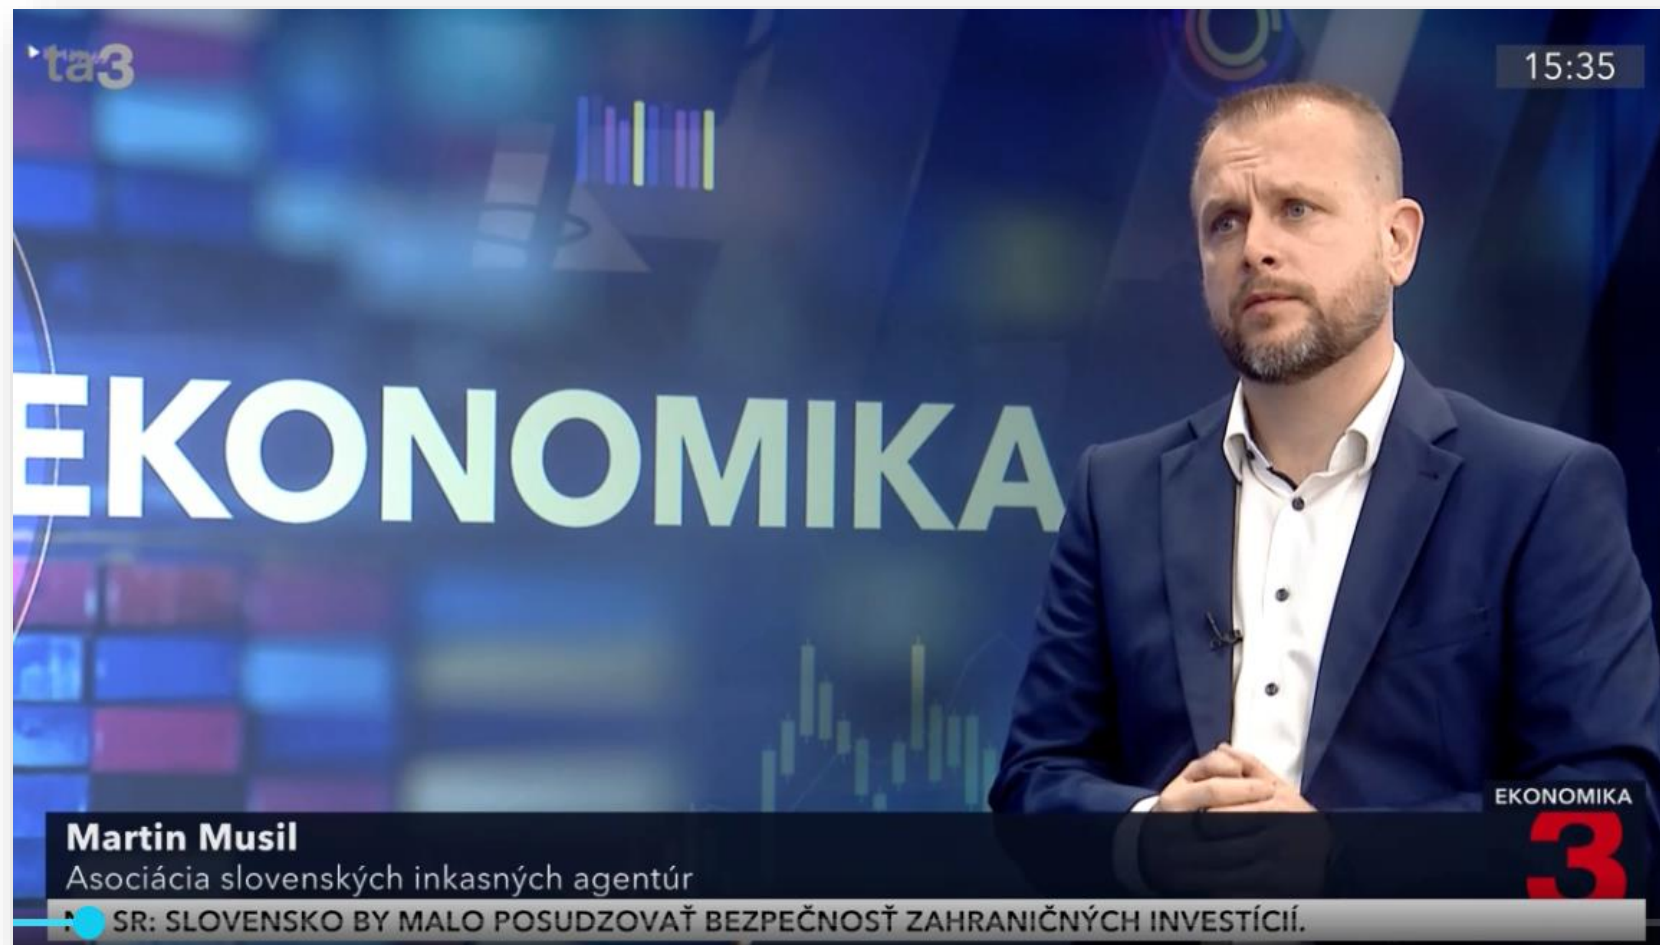 ta3
15:35
EKONOMIKA
EKONOMIKA
3
Martin Musil
Asociácia slovenských inkasných agentúr
SR: SLOVENSKO BY MALO POSUDZOVAŤ BEZPEČNOSŤ ZAHRANIČNÝCH INVESTÍCIÍ.